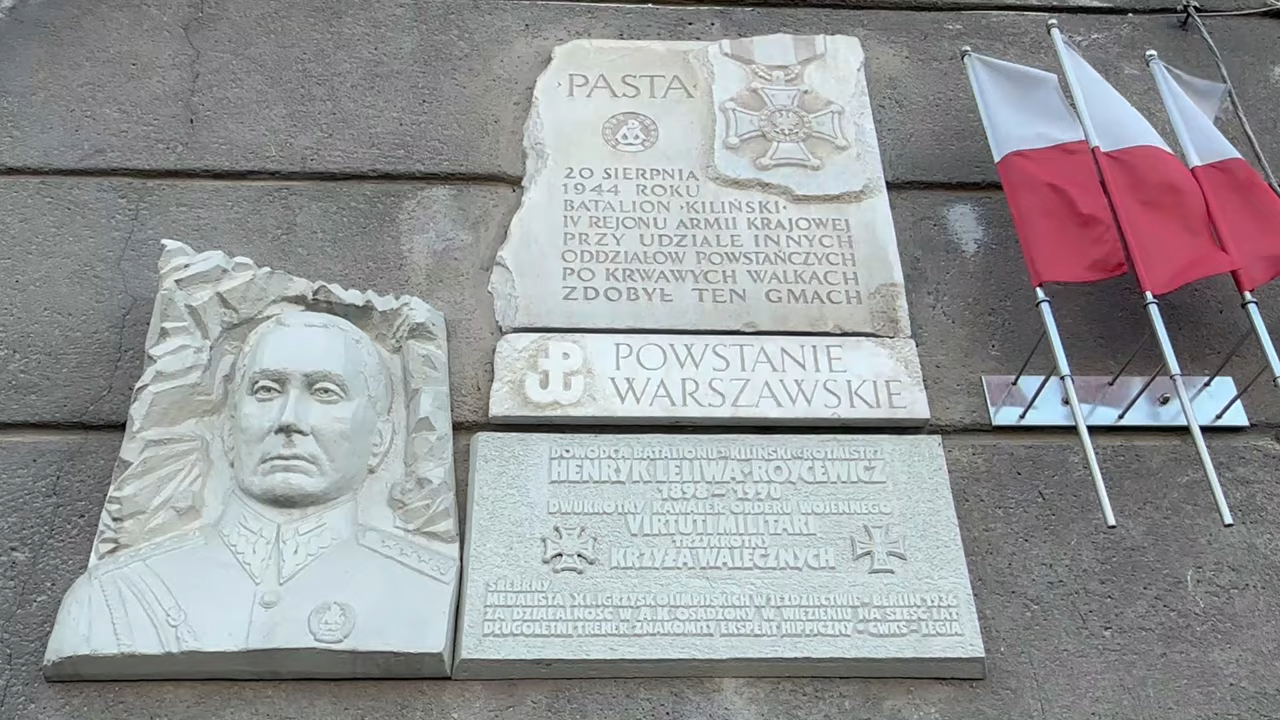 ·PASTA·
20 SIERPNIA
1944 ROKU
BATALION ·KILIŃSKI·
IV REJONU ARMII KRAJOWEJ
PRZY UDZIALE INNYCH
ODDZIAŁÓW POWSTAŃCZYCH
PO KRWAWYCH WALKACH
ZDOBYŁ TEN GMACH
POWSTANIE
WARSZAWSKIE
DOWÓDCA BATALIONU »KILIŃSKI« ROTMISTRZ
HENRYK LELIWA-ROYCEWICZ
1898 – 1990
DWUKROTNY KAWALER ORDERU WOJENNEGO
VIRTUTI MILITARI
TRZYKROTNY
KRZYŻA WALECZNYCH
SREBRNY
MEDALISTA XI. IGRZYSK OLIMPIJSKICH W JEŹDZIECTWIE - BERLIN 1936
ZA DZIAŁALNOŚĆ W A.K. OSADZONY W WIĘZIENIU NA SZEŚĆ LAT
DŁUGOLETNI TRENER ZNAKOMITY EKSPERT HIPPICZNY - CWKS - LEGIA